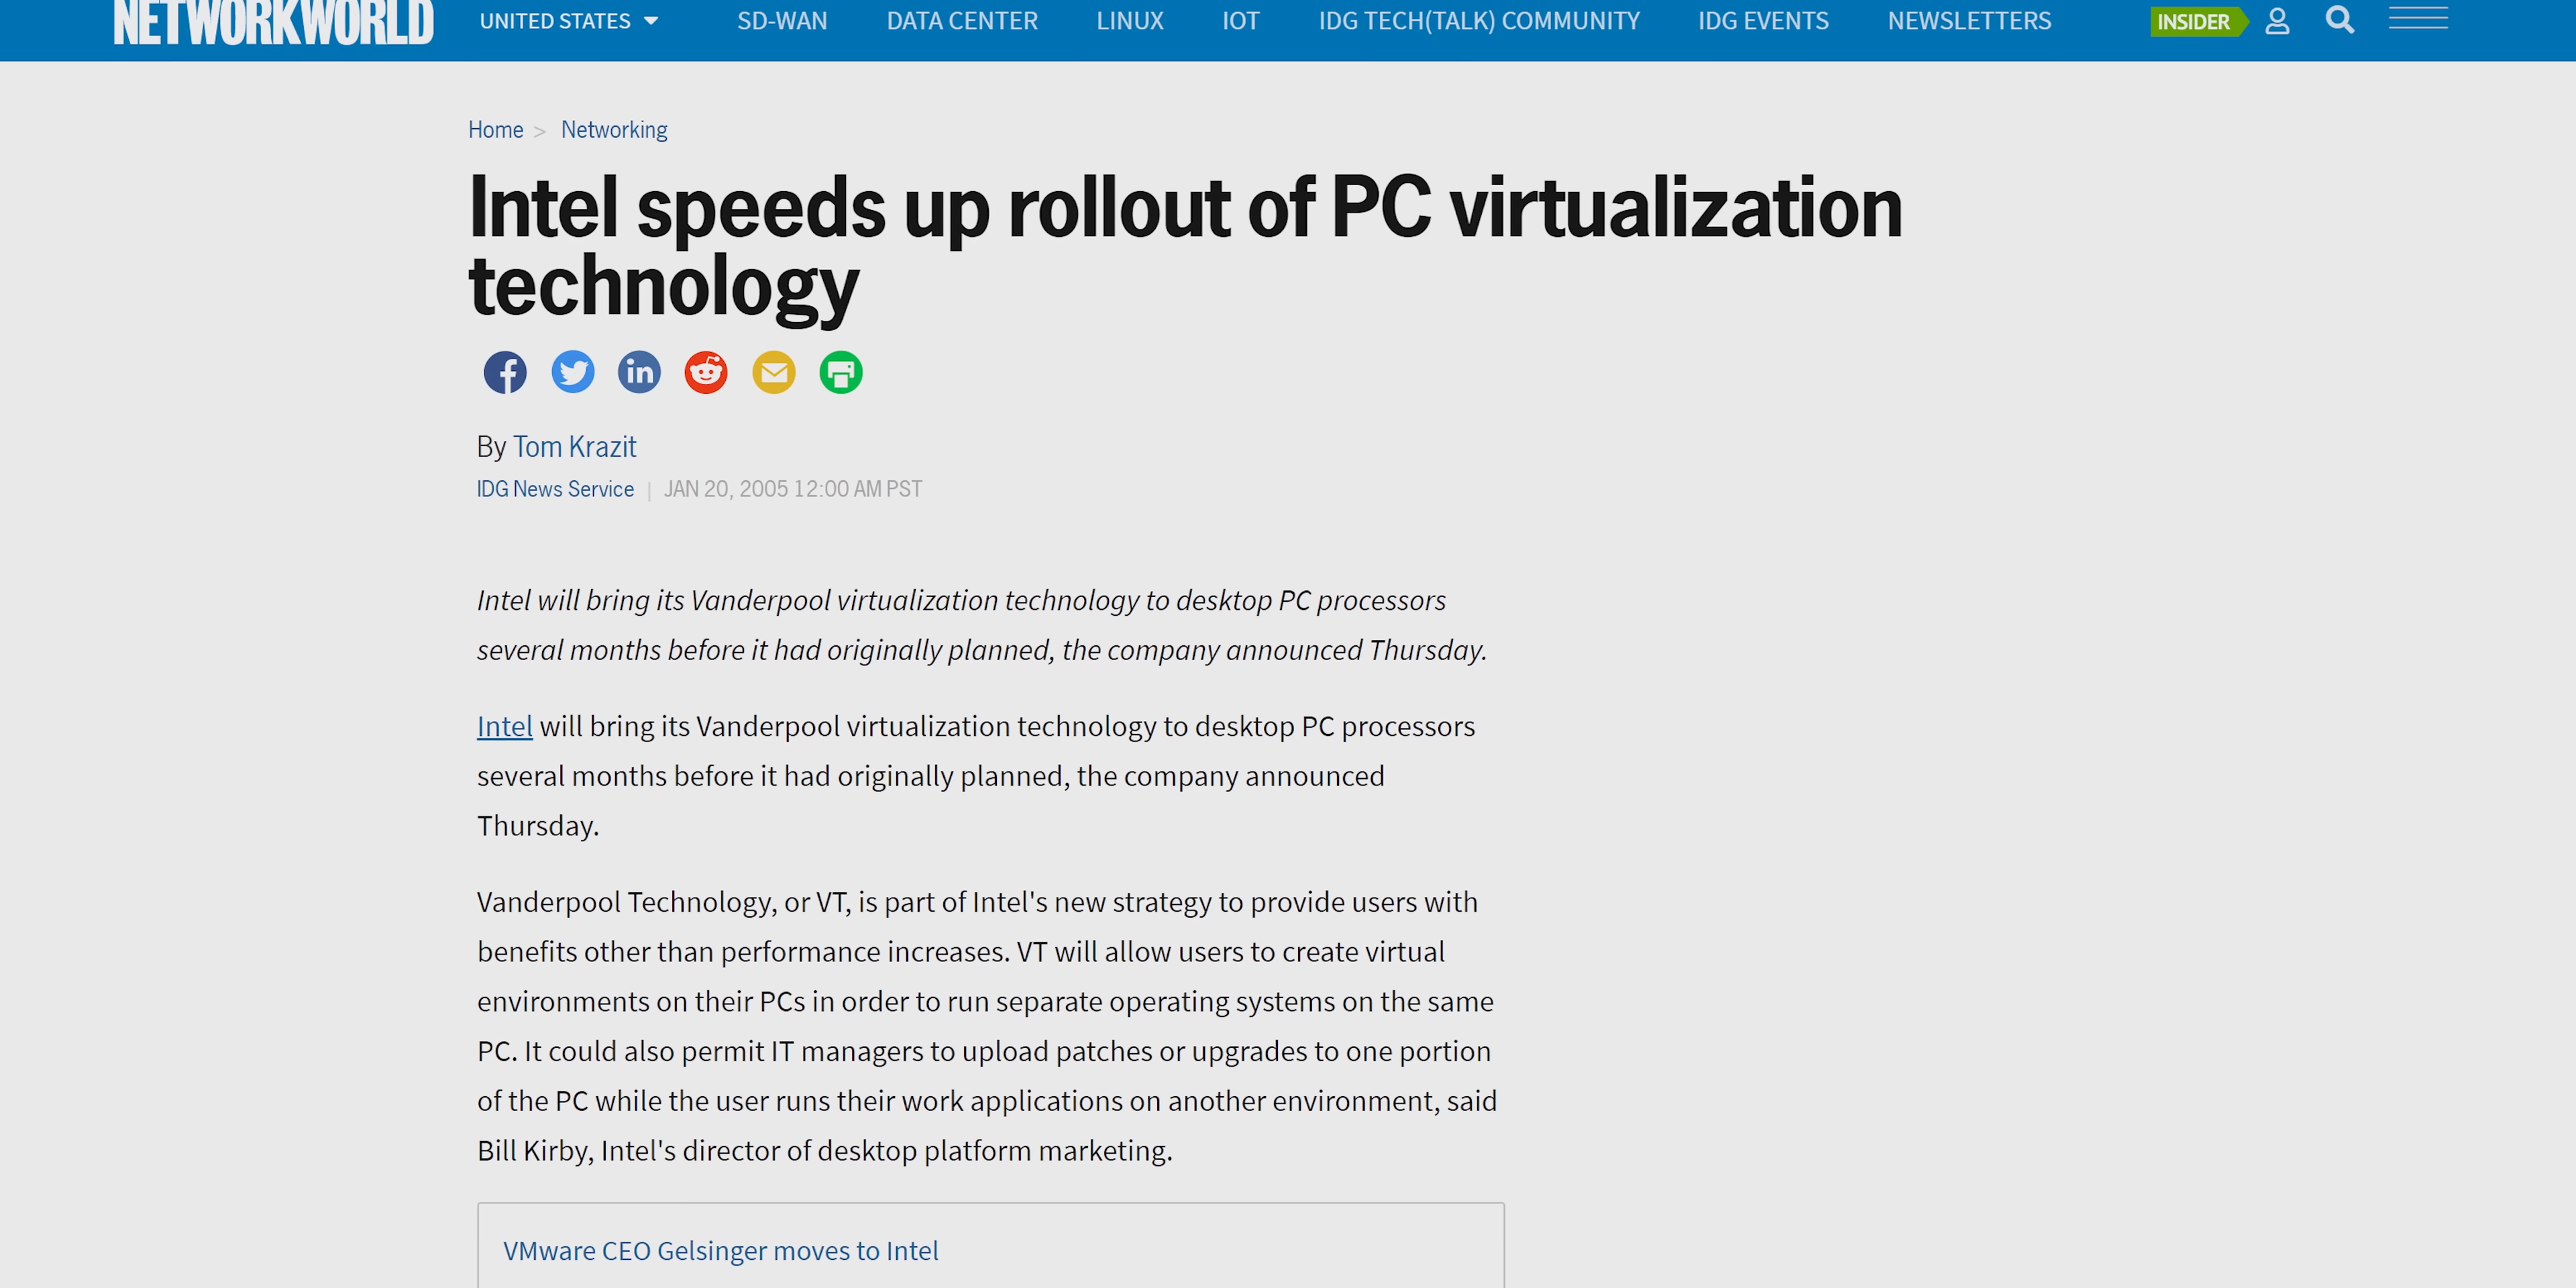 NETWORKWORLD UNITED STATES SD-WAN DATA CENTER LINUX IOT IDG TECH(TALK) COMMUNITY IDG EVENTS NEWSLETTERS INSIDER
Home > Networking
Intel speeds up rollout of PC virtualization
technology
By Tom Krazit
IDG News Service | JAN 20, 2005 12:00 AM PST
Intel will bring its Vanderpool virtualization technology to desktop PC processors
several months before it had originally planned, the company announced Thursday.
Intel will bring its Vanderpool virtualization technology to desktop PC processors
several months before it had originally planned, the company announced
Thursday.
Vanderpool Technology, or VT, is part of Intel's new strategy to provide users with
benefits other than performance increases. VT will allow users to create virtual
environments on their PCs in order to run separate operating systems on the same
PC. It could also permit IT managers to upload patches or upgrades to one portion
of the PC while the user runs their work applications on another environment, said
Bill Kirby, Intel's director of desktop platform marketing.
VMware CEO Gelsinger moves to Intel